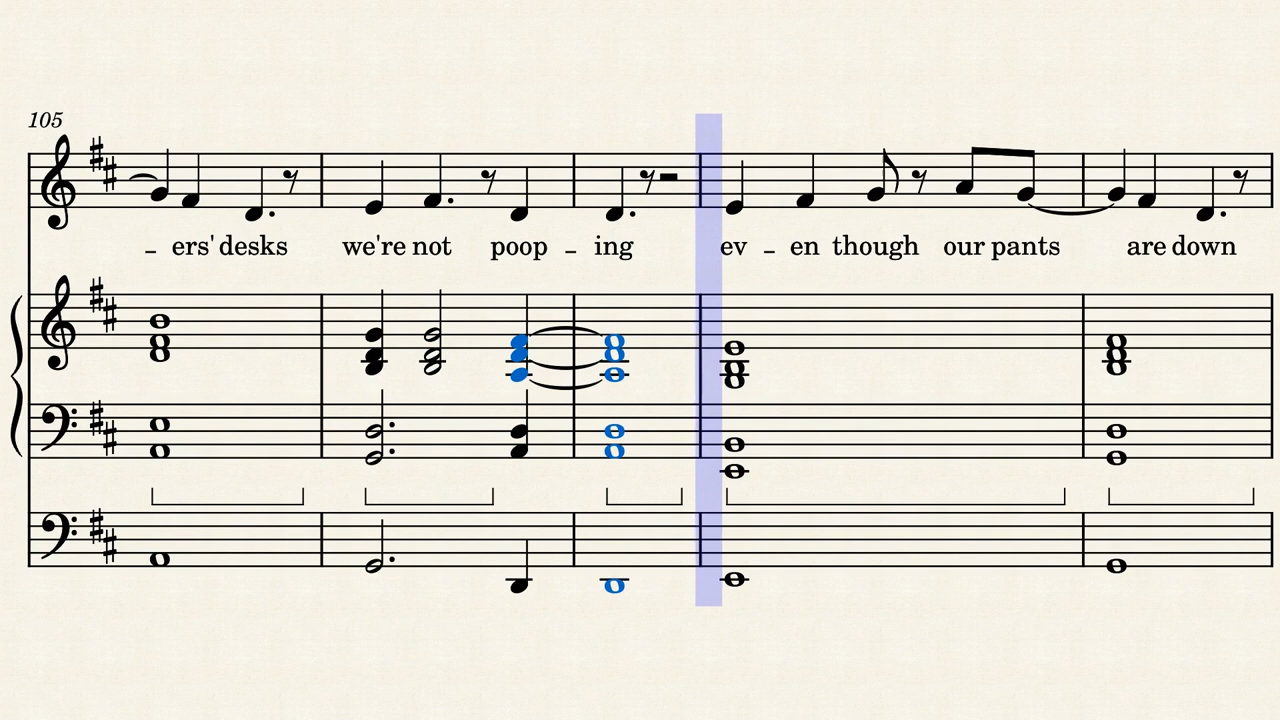 105
_ ers' desks we're not poop _ ing ev _ en though our pants are down